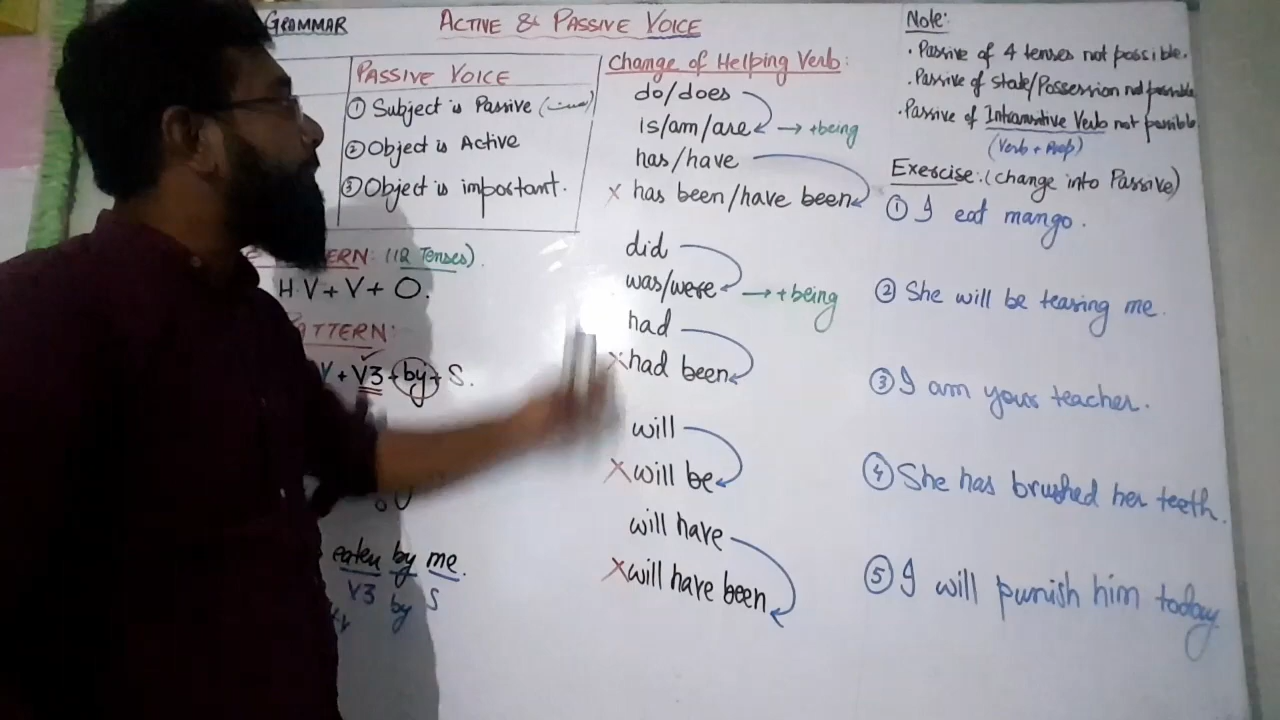 GRAMMAR
ACTIVE & PASSIVE VOICE
PASSIVE VOICE
① Subject is Passive
② Object is Active
③ Object is important.
PATTERN: (12 Tenses).
H.V + V + O.
PATTERN:
V + V3 + by + S.
eaten by me.
V3 by S
Change of Helping Verb:
do/does
is/am/are → +being
has/have
× has been/have been
did
was/were → +being
had
×had been
will
×will be
will have
×will have been
Note:
• Passive of 4 tenses not possible.
• Passive of state/Possession not possible
• Passive of Intransitive Verb not possible
(Verb + Prep)
Exercise: (change into Passive)
① I eat mango.
② She will be teasing me.
③ I am your teacher.
④ She has brushed her teeth.
⑤ I will punish him today